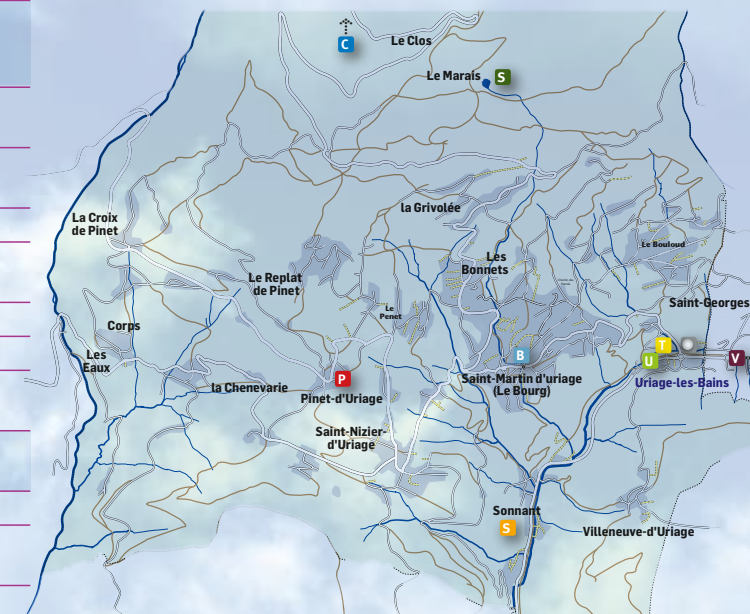 C
Le Clos
Le Marais
S
la Grivolée
La Croix
de Pinet
Le Bouloud
Les
Bonnets
Le Replat
de Pinet
Saint-Georges
Le
Penet
Corps
T
B
U
V
Les
Eaux
P
la Chenevarie
Saint-Martin d'uriage
(Le Bourg)
Uriage-les-Bains
Pinet-d'Uriage
Saint-Nizier-
d'Uriage
Sonnant
S
Villeneuve-d'Uriage